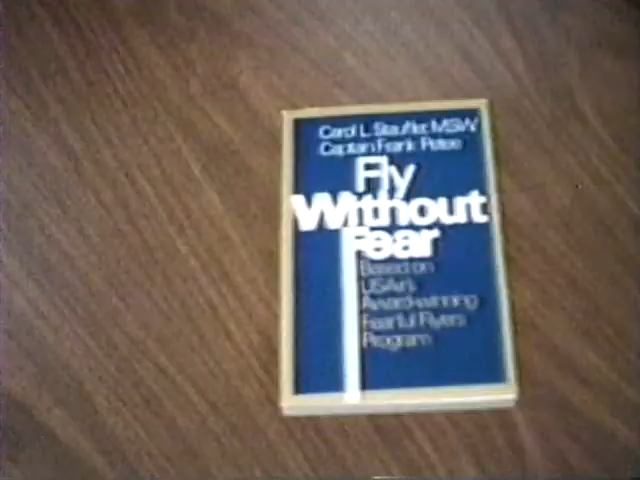 Carol L. Stauffer, MSW
Captain Frank Petee
Fly
Without
Fear
Based on
USAir's
Award-winning
Fearful Flyers
Program